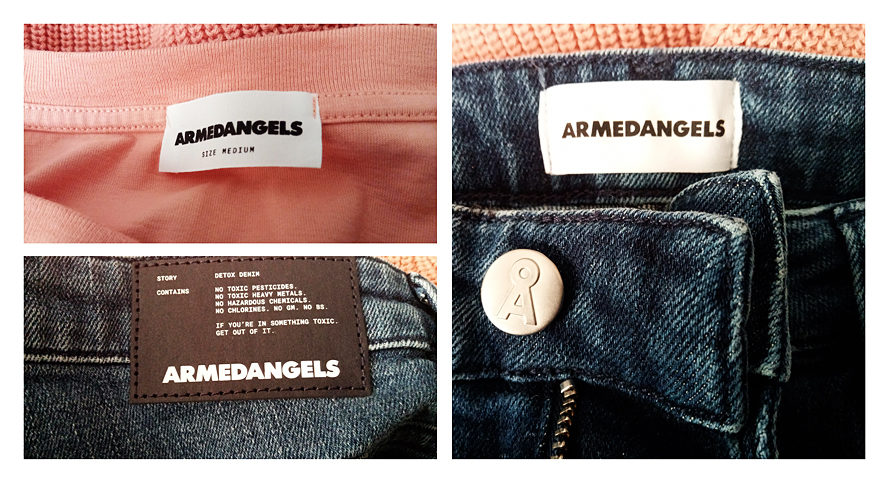 ARMEDANGELS
SIZE MEDIUM
STORY DETOX DENIM
CONTAINS NO TOXIC PESTICIDES.
NO TOXIC HEAVY METALS.
NO HAZARDOUS CHEMICALS.
NO CHLORINES. NO GM. NO BS.
IF YOU'RE IN SOMETHING TOXIC.
GET OUT OF IT.
ARMEDANGELS
ARMEDANGELS
Å